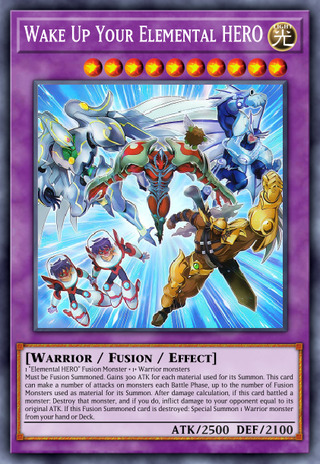 Wake Up Your Elemental HERO
LIGHT
光
[Warrior / Fusion / Effect]
1 "Elemental HERO" Fusion Monster + 1+ Warrior monsters
Must be Fusion Summoned. Gains 300 ATK for each material used for its Summon. This
card can make a number of attacks on monsters each Battle Phase, up to the number of Fusion
Monsters used as material for its Summon. After damage calculation, if this card battled a
monster: Destroy that monster, and if you do, inflict damage to your opponent equal to its
original ATK. If this Fusion Summoned card is destroyed: Special Summon 1 Warrior monster
from your hand or Deck.
ATK/2500 DEF/2100